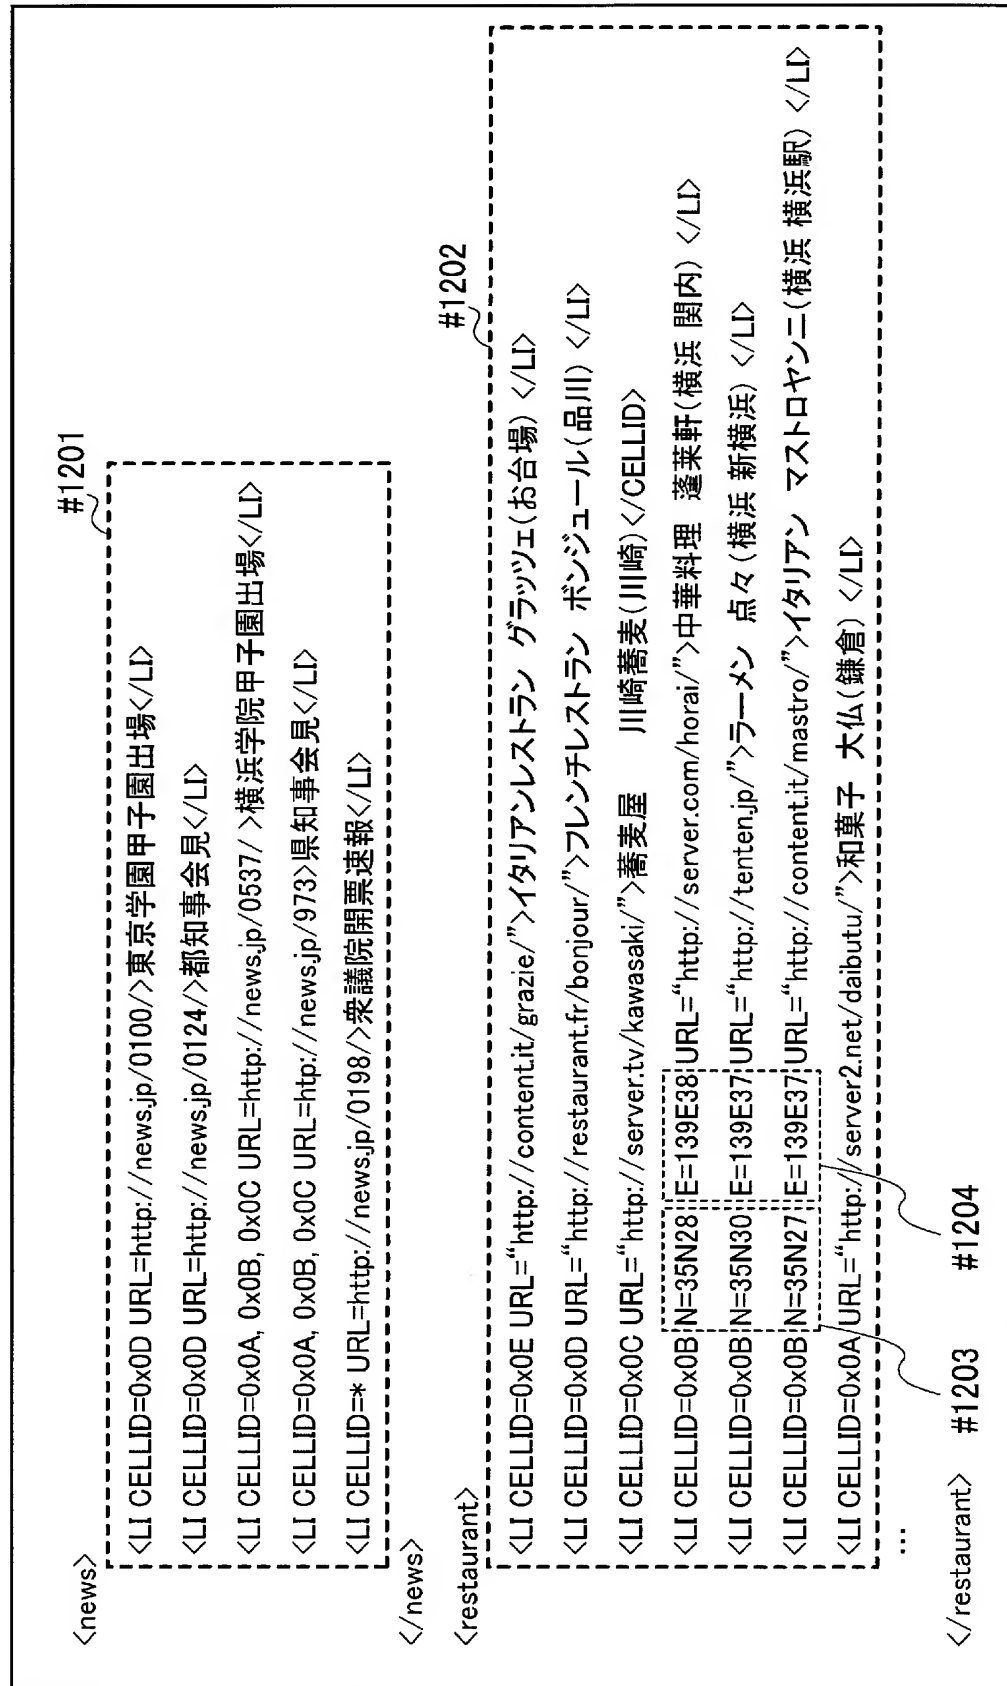 <news>
#1201
<LI CELLID=0x0D URL=http://news.jp/0100/>東京学園甲子園出場</LI>
<LI CELLID=0x0D URL=http://news.jp/0124/>都知事会見</LI>
<LI CELLID=0x0A, 0x0B, 0x0C URL=http://news.jp/0537/ >横浜学院甲子園出場</LI>
<LI CELLID=0x0A, 0x0B, 0x0C URL=http://news.jp/973>県知事会見</LI>
<LI CELLID=* URL=http://news.jp/0198/>衆議院開票速報</LI>
</news>
<restaurant>
#1202
<LI CELLID=0x0E URL=“http://content.it/grazie/”>イタリアンレストラン グラッツェ(お台場) </LI>
<LI CELLID=0x0D URL=“http://restaurant.fr/bonjour/”>フレンチレストラン ボンジュール(品川) </LI>
<LI CELLID=0x0C URL=“http://server.tv/kawasaki/”>蕎麦屋 川崎蕎麦(川崎)</CELLID>
<LI CELLID=0x0B N=35N28 E=139E38 URL=“http://server.com/horai/”>中華料理 蓬莱軒(横浜 関内) </LI>
<LI CELLID=0x0B N=35N30 E=139E37 URL=“http://tenten.jp/”>ラーメン 点々(横浜 新横浜) </LI>
<LI CELLID=0x0B N=35N27 E=139E37 URL=“http://content.it/mastro/”>イタリアン マストロヤンニ(横浜 横浜駅) </LI>
<LI CELLID=0x0A URL=“http://server2.net/daibutu/”>和菓子 大仏(鎌倉) </LI>
…
</restaurant> #1203 #1204